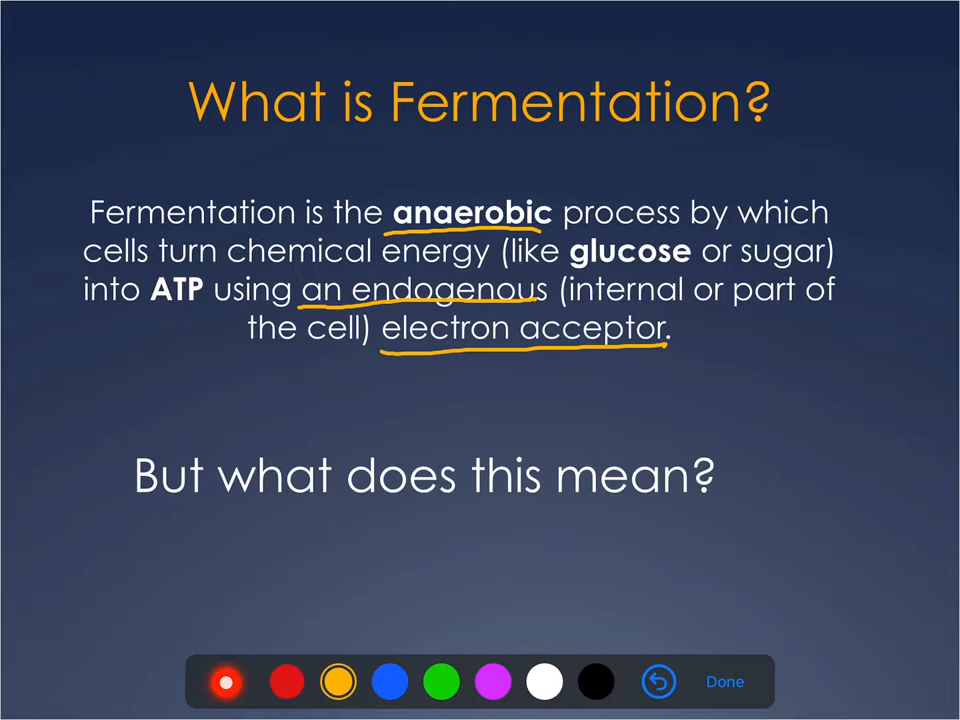 What is Fermentation?
Fermentation is the anaerobic process by which
cells turn chemical energy (like glucose or sugar)
into ATP using an endogenous (internal or part of
the cell) electron acceptor.
But what does this mean?
Done